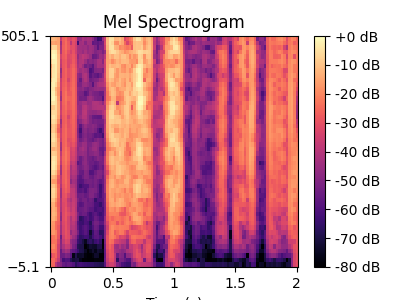 Mel Spectrogram
505.1
−5.1
0
0.5
1
1.5
2
+0 dB
-10 dB
-20 dB
-30 dB
-40 dB
-50 dB
-60 dB
-70 dB
-80 dB